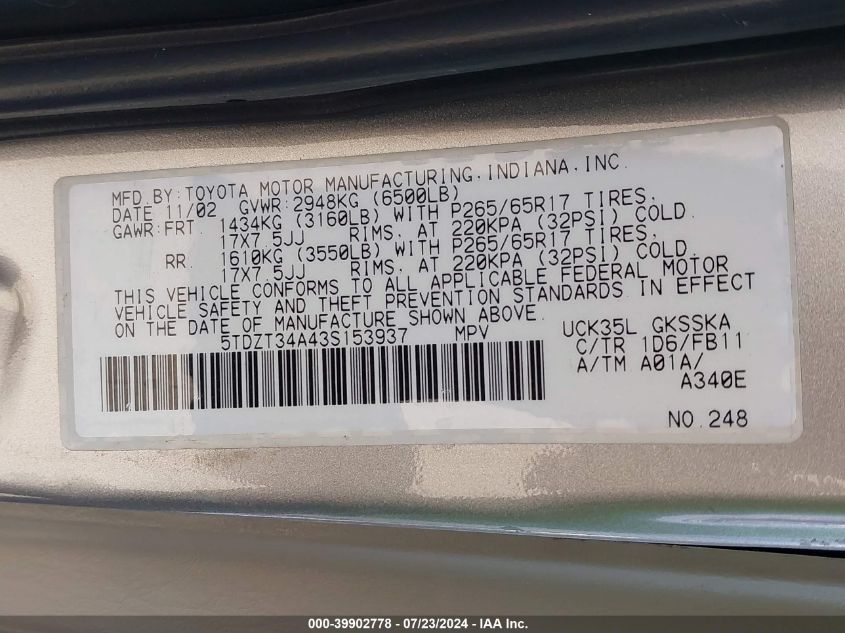 MFD.BY:TOYOTA MOTOR MANUFACTURING,INDIANA,INC.
DATE 11/02 GVWR:2948KG (6500LB)
GAWR:FRT. 1434KG (3160LB) WITH P265/65R17 TIRES,
17X7.5JJ RIMS, AT 220KPA (32PSI) COLD.
RR. 1610KG (3550LB) WITH P265/65R17 TIRES,
17X7.5JJ RIMS, AT 220KPA (32PSI) COLD.
THIS VEHICLE CONFORMS TO ALL APPLICABLE FEDERAL MOTOR
VEHICLE SAFETY AND THEFT PREVENTION STANDARDS IN EFFECT
ON THE DATE OF MANUFACTURE SHOWN ABOVE.
5TDZT34A43S153937 MPV
UCK35L GKSSKA
C/TR 1D6/FB11
A/TM A01A/
A340E
NO.248
000-39902778 - 07/23/2024 - IAA Inc.